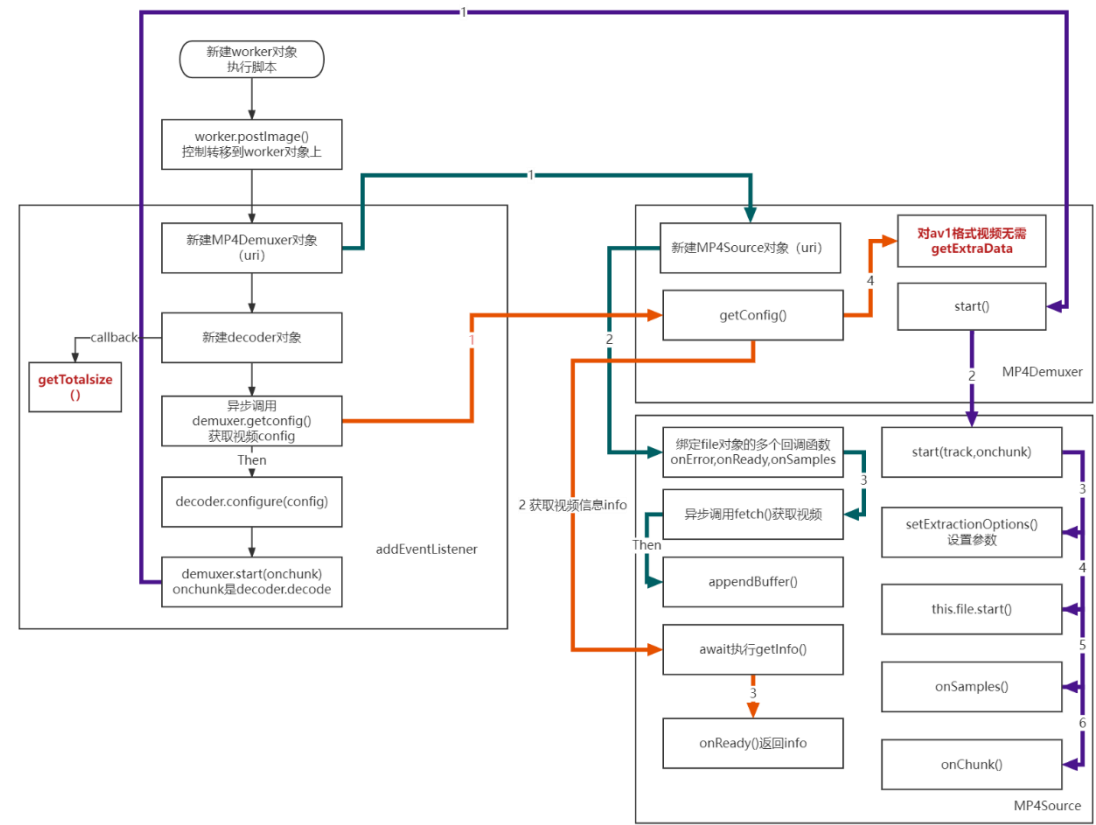 1
新建worker对象
执行脚本
worker.postImage()
控制转移到worker对象上
新建MP4Demuxer对象
（uri）
新建decoder对象
callback
getTotalsize
（）
异步调用
demuxer.getconfig()
获取视频config
Then
decoder.configure(config)
demuxer.start(onchunk)
onchunk是decoder.decode
addEventListener
1
1
2
2 获取视频信息info
新建MP4Source对象（uri）
getConfig()
4
对av1格式视频无需
getExtraData
start()
2
MP4Demuxer
绑定file对象的多个回调函数
onError,onReady,onSamples
3
异步调用fetch()获取视频
Then
appendBuffer()
await执行getInfo()
3
onReady()返回info
start(track,onchunk)
3
setExtractionOptions()
设置参数
4
this.file.start()
5
onSamples()
6
onChunk()
MP4Source